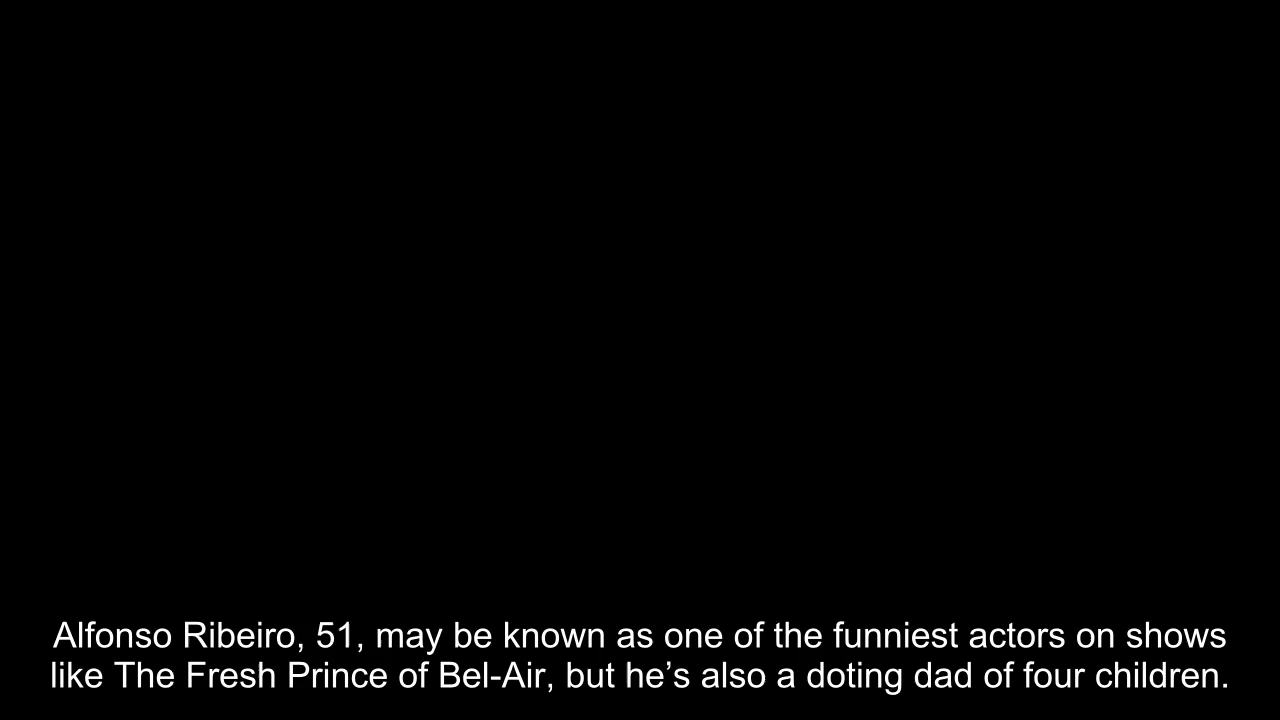 Alfonso Ribeiro, 51, may be known as one of the funniest actors on shows
like The Fresh Prince of Bel-Air, but he’s also a doting dad of four children.